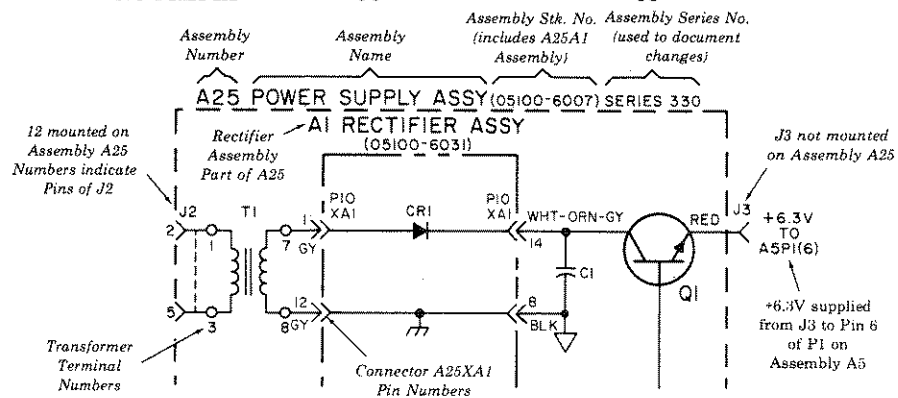 Assembly Stk. No.
(includes A25A1
Assembly)
Assembly Series No.
(used to document
changes)
Assembly
Number
Assembly
Name
A25 POWER SUPPLY ASSY (05100-6007) SERIES 330
A1 RECTIFIER ASSY
(05100-6031)
12 mounted on
Assembly A25
Numbers indicate
Pins of J2
Rectifier
Assembly
Part of A25
J3 not mounted
on Assembly A25
J2
T1
P10
XA1
CR1
P10
XA1
WHT-ORN-GY
RED
J3
+6.3V
TO
A5P1(6)
2
1
7
11
GY
14
C1
Q1
5
3
8
12
GY
8
BLK
+6.3V supplied
from J3 to Pin 6
of P1 on
Assembly A5
Transformer
Terminal
Numbers
Connector A25XA1
Pin Numbers